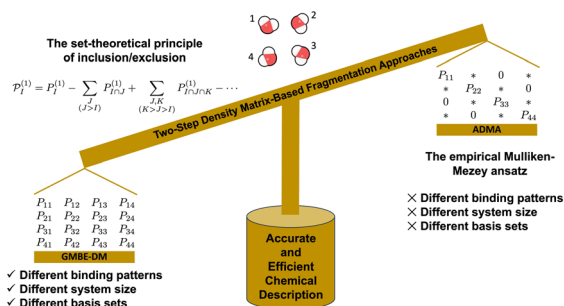 1
2
3
4
The set-theoretical principle
of inclusion/exclusion
𝒫_I^{(1)} = P_I^{(1)} − ∑_{J (J>I)} P_{I∩J}^{(1)} + ∑_{J,K (K>J>I)} P_{I∩J∩K}^{(1)} − ⋯
Two-Step Density Matrix-Based Fragmentation Approaches
P₁₁ * 0 *
* P₂₂ * 0
0 * P₃₃ *
* 0 * P₄₄
ADMA
The empirical Mulliken-
Mezey ansatz
✕ Different binding patterns
✕ Different system size
✕ Different basis sets
P₁₁ P₁₂ P₁₃ P₁₄
P₂₁ P₂₂ P₂₃ P₂₄
P₃₁ P₃₂ P₃₃ P₃₄
P₄₁ P₄₂ P₄₃ P₄₄
GMBE-DM
✓ Different binding patterns
✓ Different system size
✓ Different basis sets
Accurate
and
Efficient
Chemical
Description